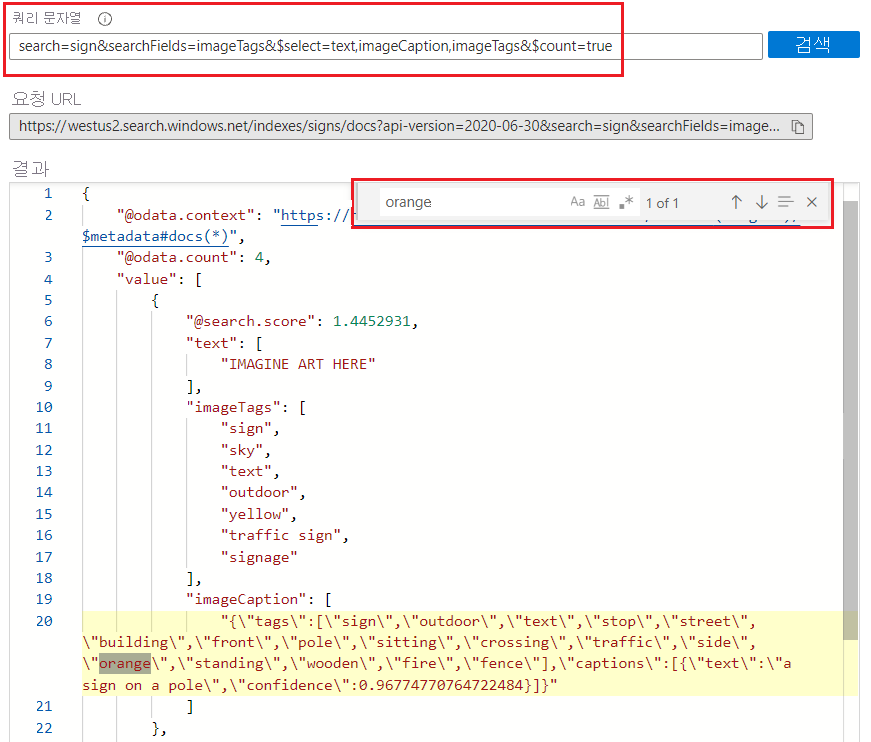 쿼리 문자열
search=sign&searchFields=imageTags&$select=text,imageCaption,imageTags&$count=true
검색
요청 URL
https://westus2.search.windows.net/indexes/signs/docs?api-version=2020-06-30&search=sign&searchFields=image...
결과
orange Aa Abl .* 1 of 1
1 {
2 "@odata.context": "https://
$metadata#docs(*)",
3 "@odata.count": 4,
4 "value": [
5 {
6 "@search.score": 1.4452931,
7 "text": [
8 "IMAGINE ART HERE"
9 ],
10 "imageTags": [
11 "sign",
12 "sky",
13 "text",
14 "outdoor",
15 "yellow",
16 "traffic sign",
17 "signage"
18 ],
19 "imageCaption": [
20 "{\"tags\":[\"sign\",\"outdoor\",\"text\",\"stop\",\"street\",
\"building\",\"front\",\"pole\",\"sitting\",\"crossing\",\"traffic\",\"side\",
\"orange\",\"standing\",\"wooden\",\"fire\",\"fence\"],\"captions\":[{\"text\":\"a
sign on a pole\",\"confidence\":0.96774770764722484}]}"
21 ]
22 },